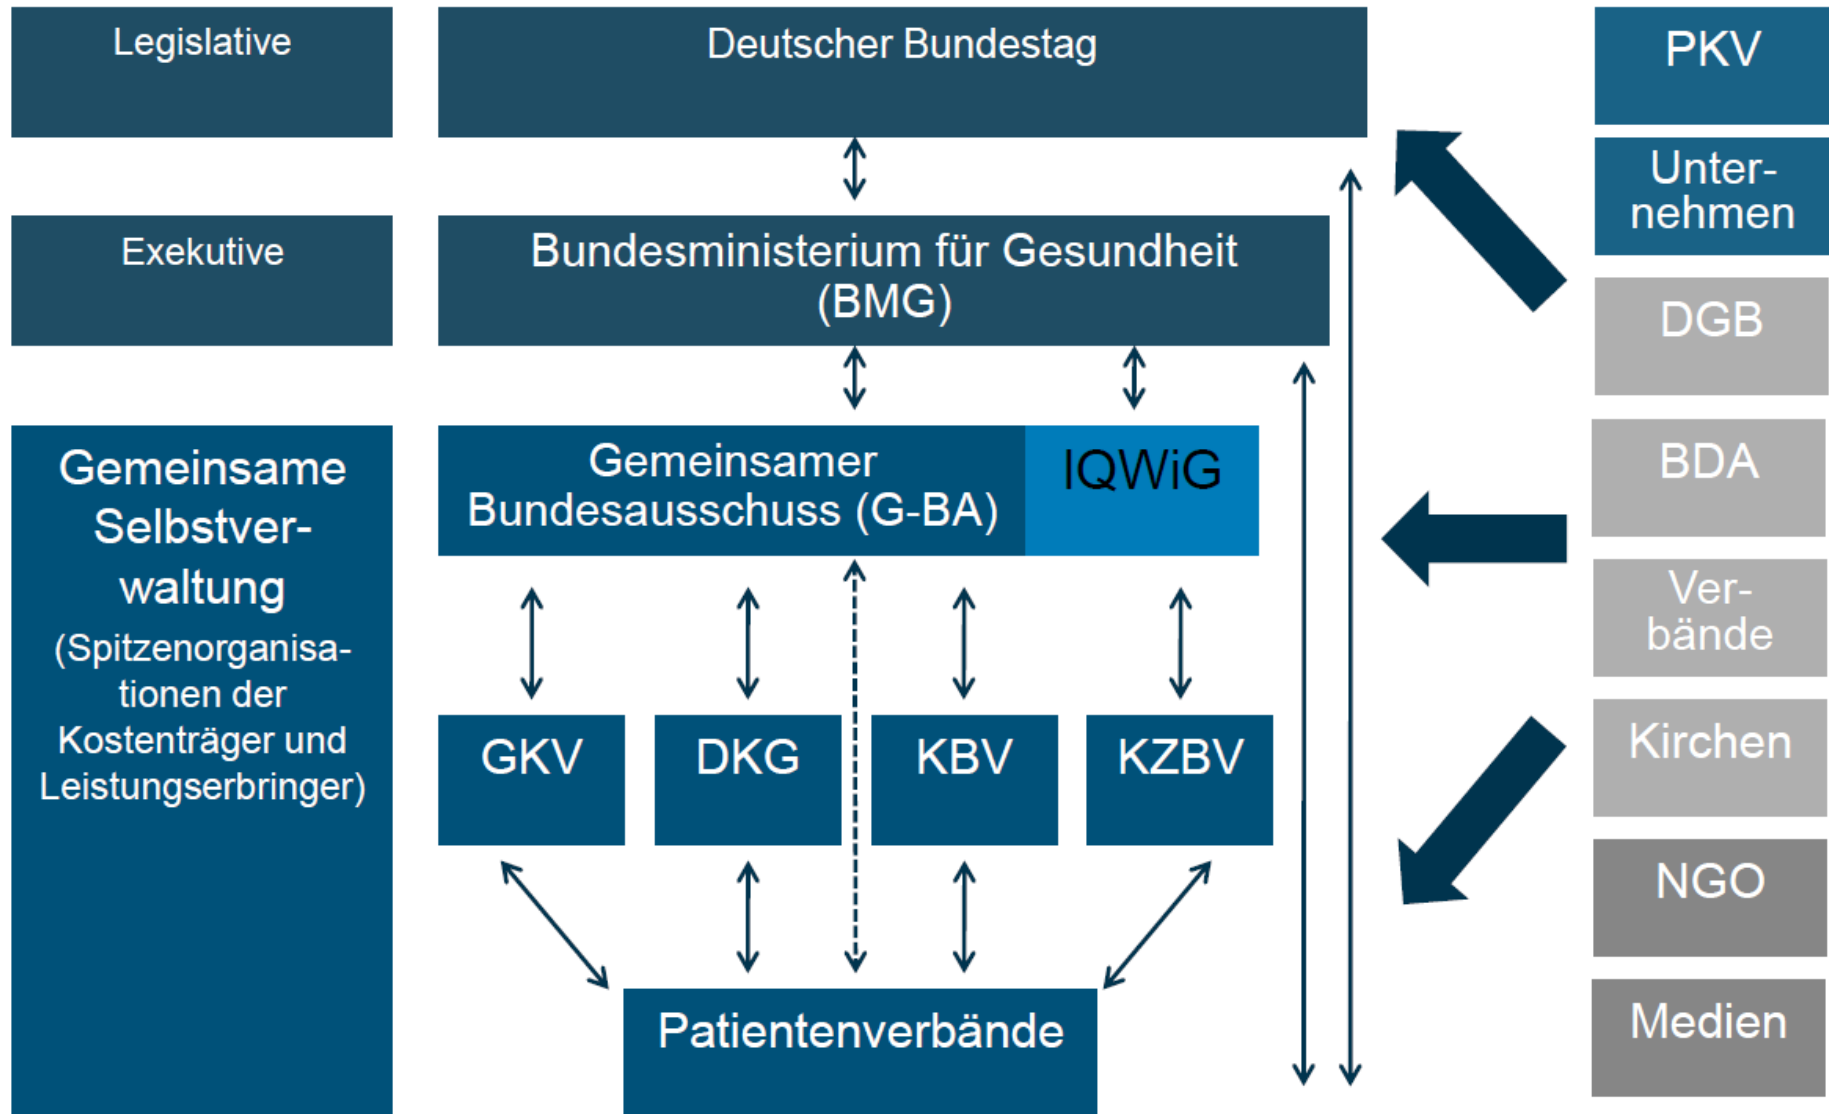 Legislative
Deutscher Bundestag
PKV
Unter-
nehmen
Exekutive
Bundesministerium für Gesundheit
(BMG)
DGB
Gemeinsame
Selbstver-
waltung
(Spitzenorganisa-
tionen der
Kostenträger und
Leistungserbringer)
Gemeinsamer
Bundesausschuss (G-BA)
IQWiG
BDA
Ver-
bände
GKV
DKG
KBV
KZBV
Kirchen
NGO
Patientenverbände
Medien